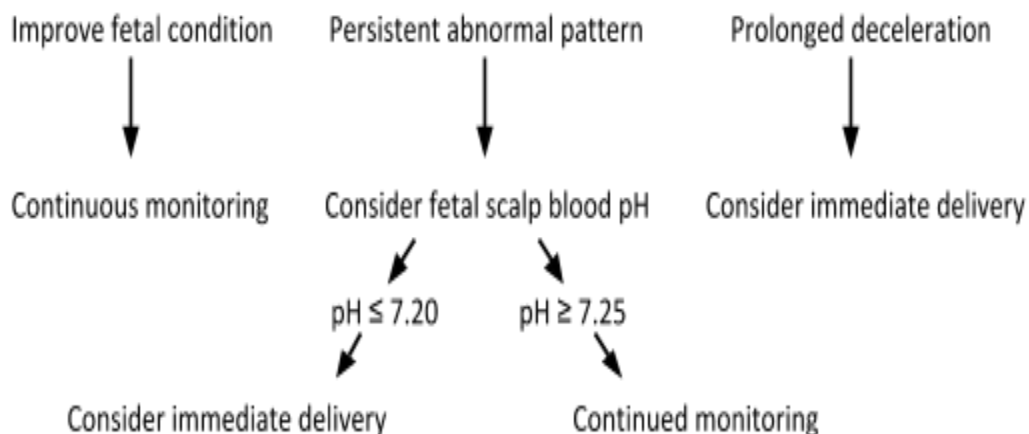 Improve fetal condition
Persistent abnormal pattern
Prolonged deceleration
Continuous monitoring
Consider fetal scalp blood pH
Consider immediate delivery
pH ≤ 7.20
pH ≥ 7.25
Consider immediate delivery
Continued monitoring